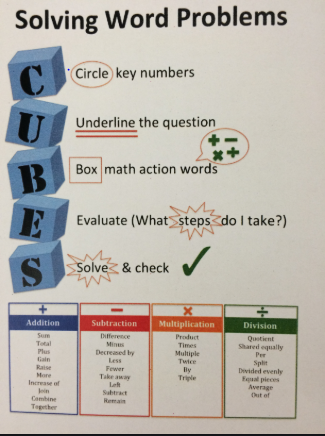 Solving Word Problems
C Circle key numbers
U Underline the question
B Box math action words
E Evaluate (What steps do I take?)
S Solve & check ✓
+ − × ÷
Addition Subtraction Multiplication Division
Sum Difference Product Quotient
Total Minus Times Shared equally
Plus Decreased by Multiple Per
Gain Less Twice Split
Raise Fewer By Divided evenly
More Take away Triple Equal pieces
Increase of Left Average
Join Subtract Out of
Combine Remain
Together